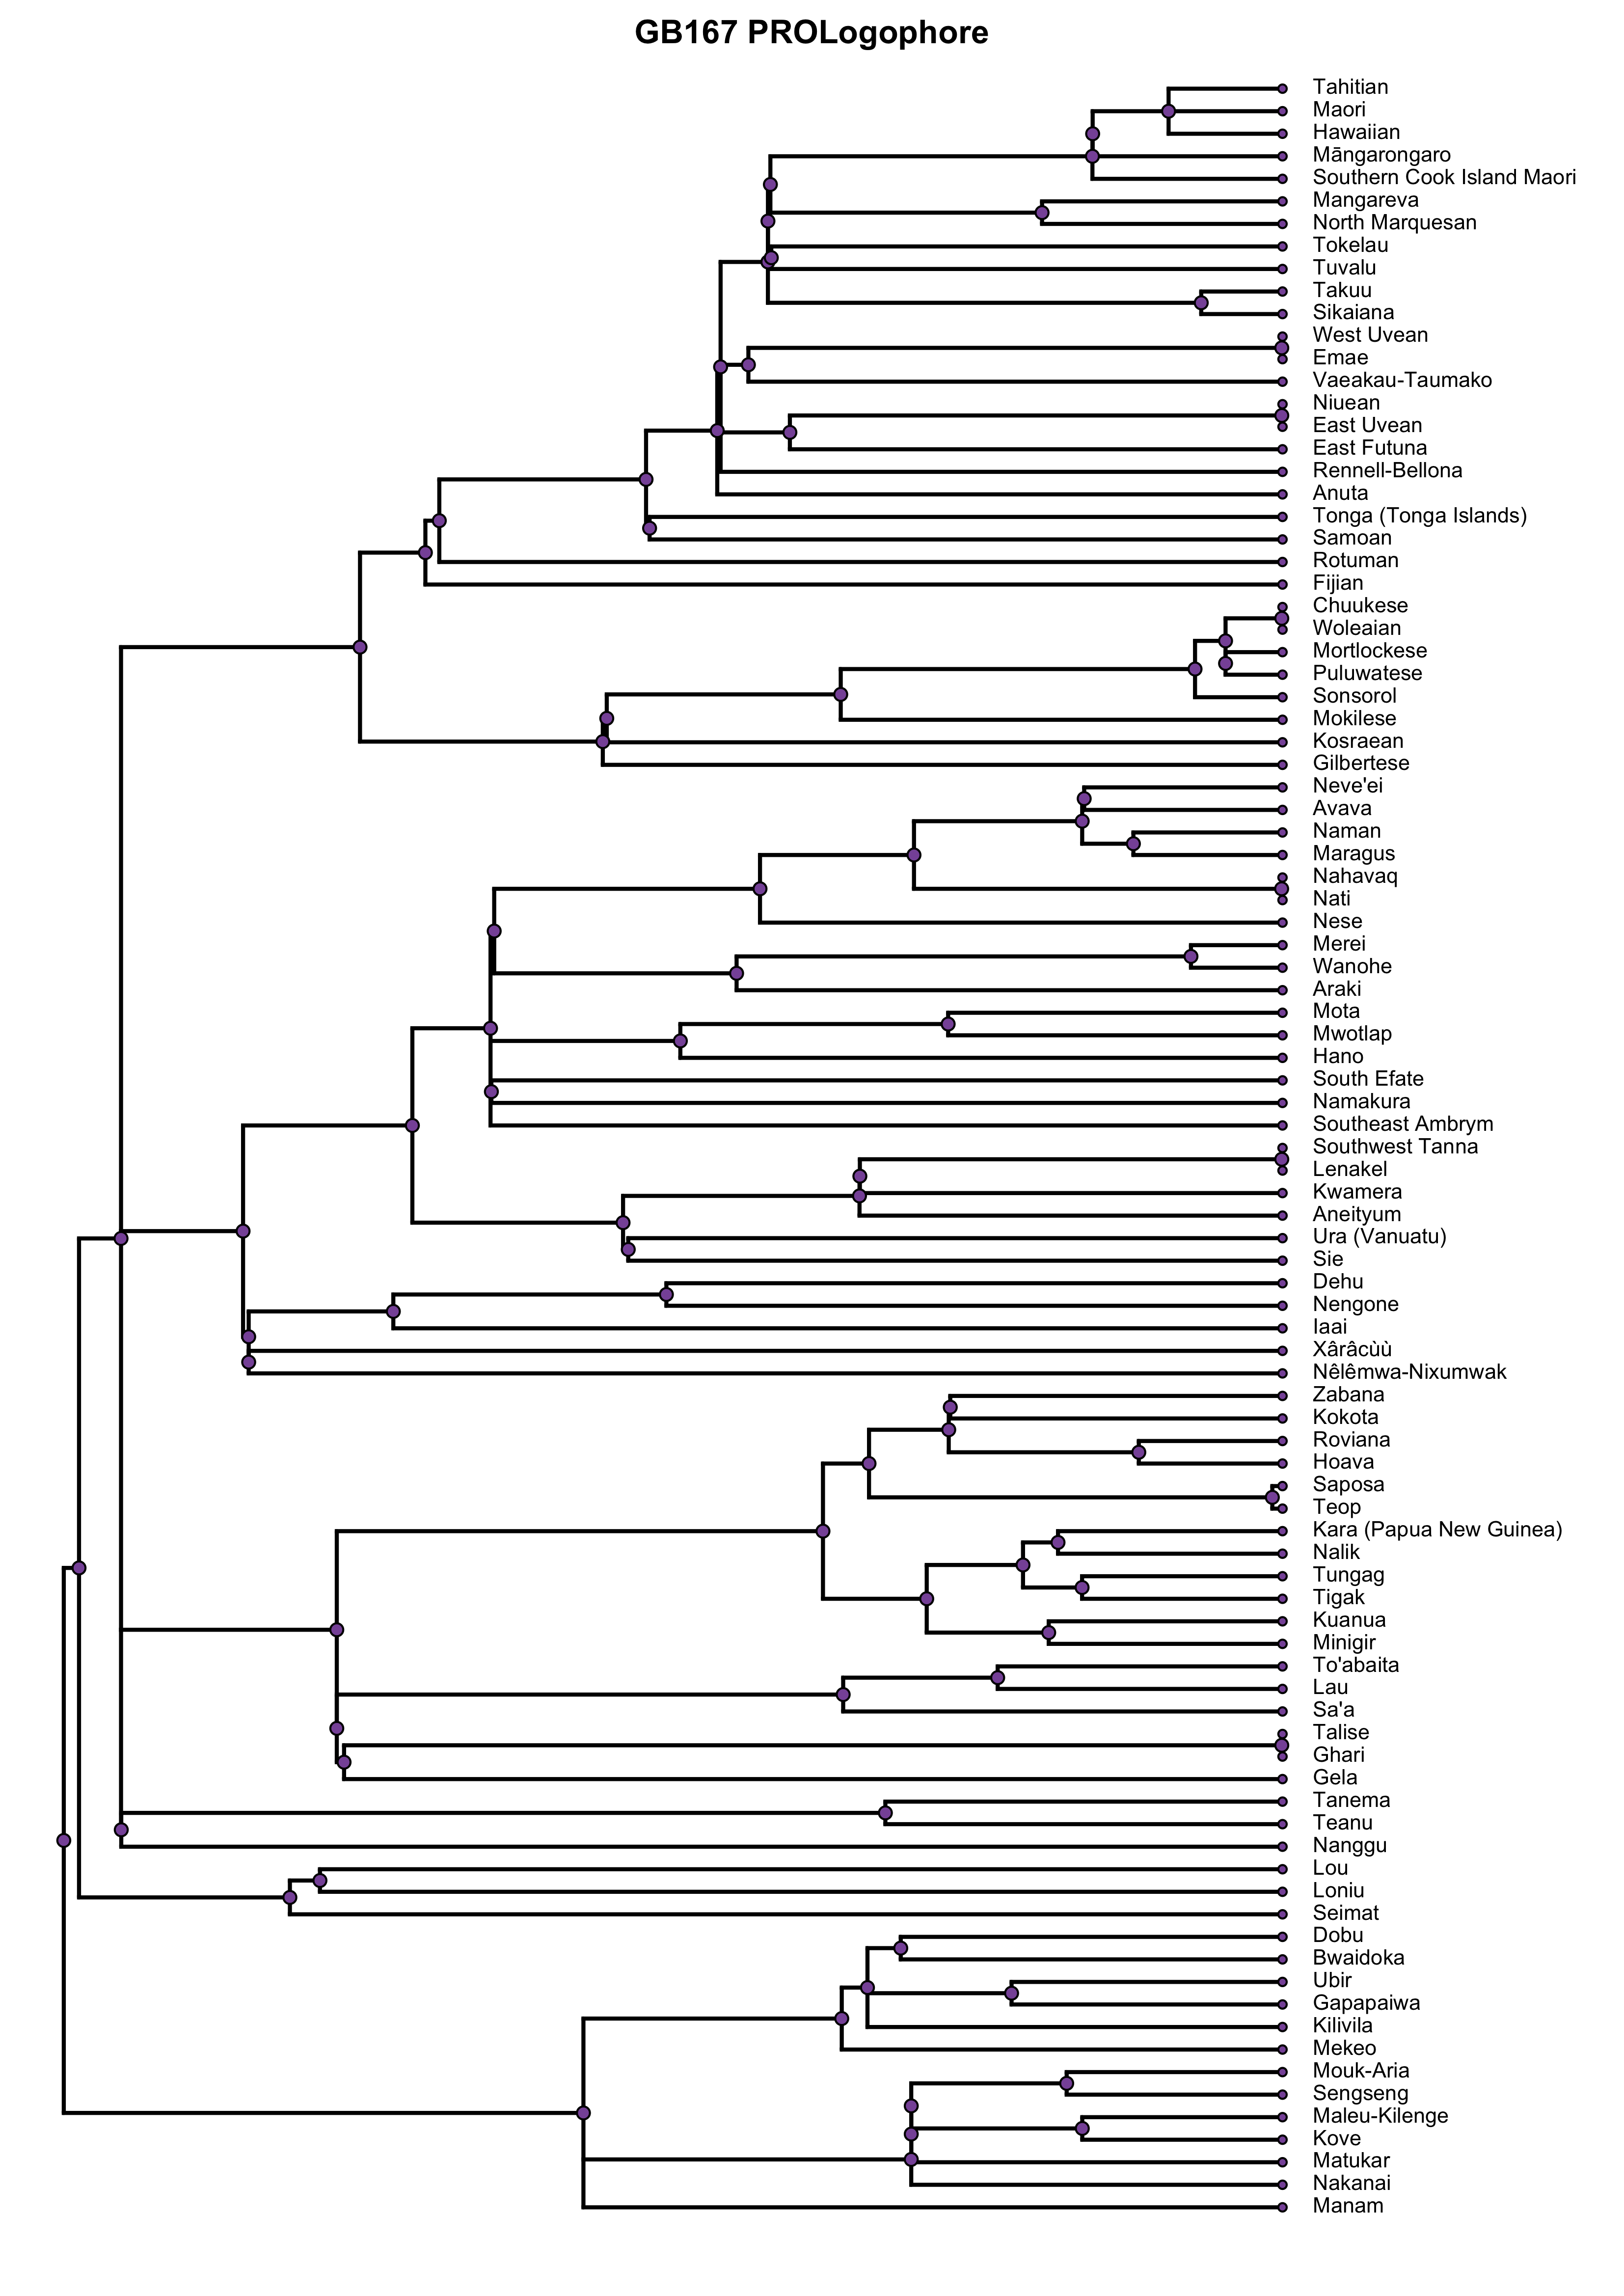 GB167 PROLogophore
Tahitian
Maori
Hawaiian
Māngarongaro
Southern Cook Island Maori
Mangareva
North Marquesan
Tokelau
Tuvalu
Takuu
Sikaiana
West Uvean
Emae
Vaeakau-Taumako
Niuean
East Uvean
East Futuna
Rennell-Bellona
Anuta
Tonga (Tonga Islands)
Samoan
Rotuman
Fijian
Chuukese
Woleaian
Mortlockese
Puluwatese
Sonsorol
Mokilese
Kosraean
Gilbertese
Neve'ei
Avava
Naman
Maragus
Nahavaq
Nati
Nese
Merei
Wanohe
Araki
Mota
Mwotlap
Hano
South Efate
Namakura
Southeast Ambrym
Southwest Tanna
Lenakel
Kwamera
Aneityum
Ura (Vanuatu)
Sie
Dehu
Nengone
Iaai
Xârâcùù
Nêlêmwa-Nixumwak
Zabana
Kokota
Roviana
Hoava
Saposa
Teop
Kara (Papua New Guinea)
Nalik
Tungag
Tigak
Kuanua
Minigir
To'abaita
Lau
Sa'a
Talise
Ghari
Gela
Tanema
Teanu
Nanggu
Lou
Loniu
Seimat
Dobu
Bwaidoka
Ubir
Gapapaiwa
Kilivila
Mekeo
Mouk-Aria
Sengseng
Maleu-Kilenge
Kove
Matukar
Nakanai
Manam